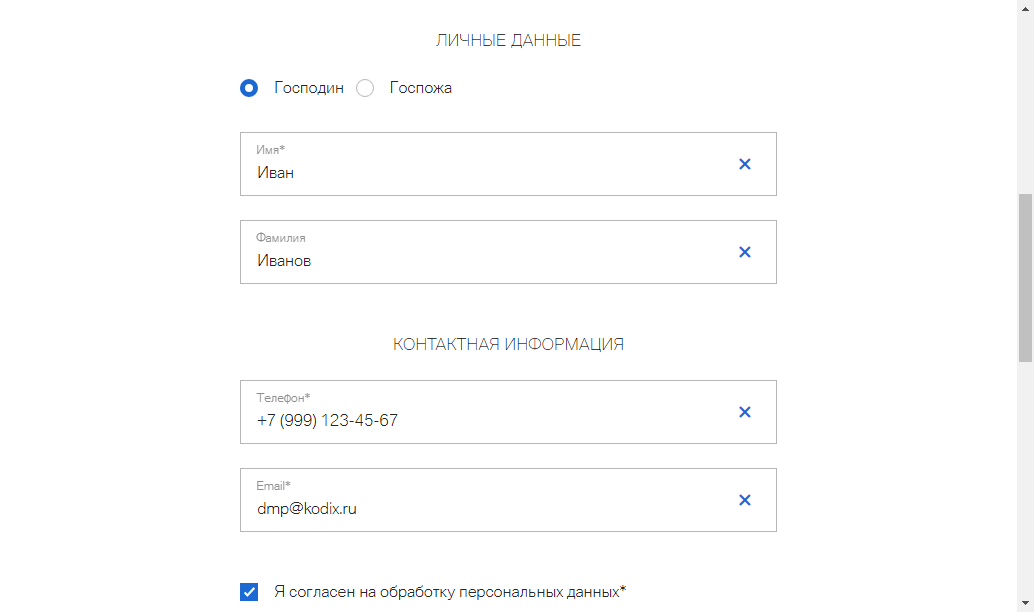 ЛИЧНЫЕ ДАННЫЕ
Господин Госпожа
Имя*
Иван
Фамилия
Иванов
КОНТАКТНАЯ ИНФОРМАЦИЯ
Телефон*
+7 (999) 123-45-67
Email*
dmp@kodix.ru
Я согласен на обработку персональных данных*